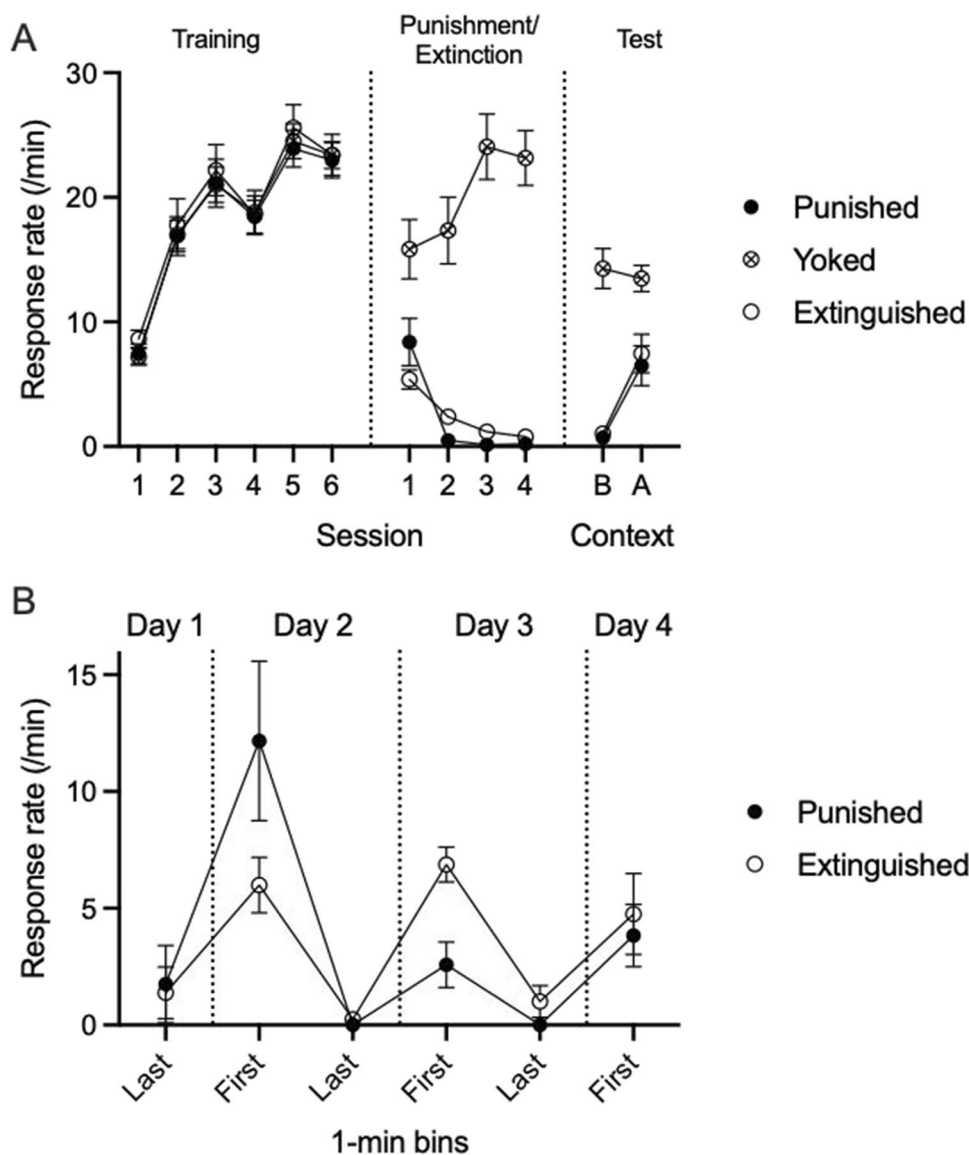 A
Training
Punishment/
Extinction
Test
Response rate (/min)
30
20
10
0
1 2 3 4 5 6
1 2 3 4
B A
Session
Context
Punished
Yoked
Extinguished
B
Day 1
Day 2
Day 3
Day 4
Response rate (/min)
15
10
5
0
Last
First
Last
First
Last
First
1-min bins
Punished
Extinguished